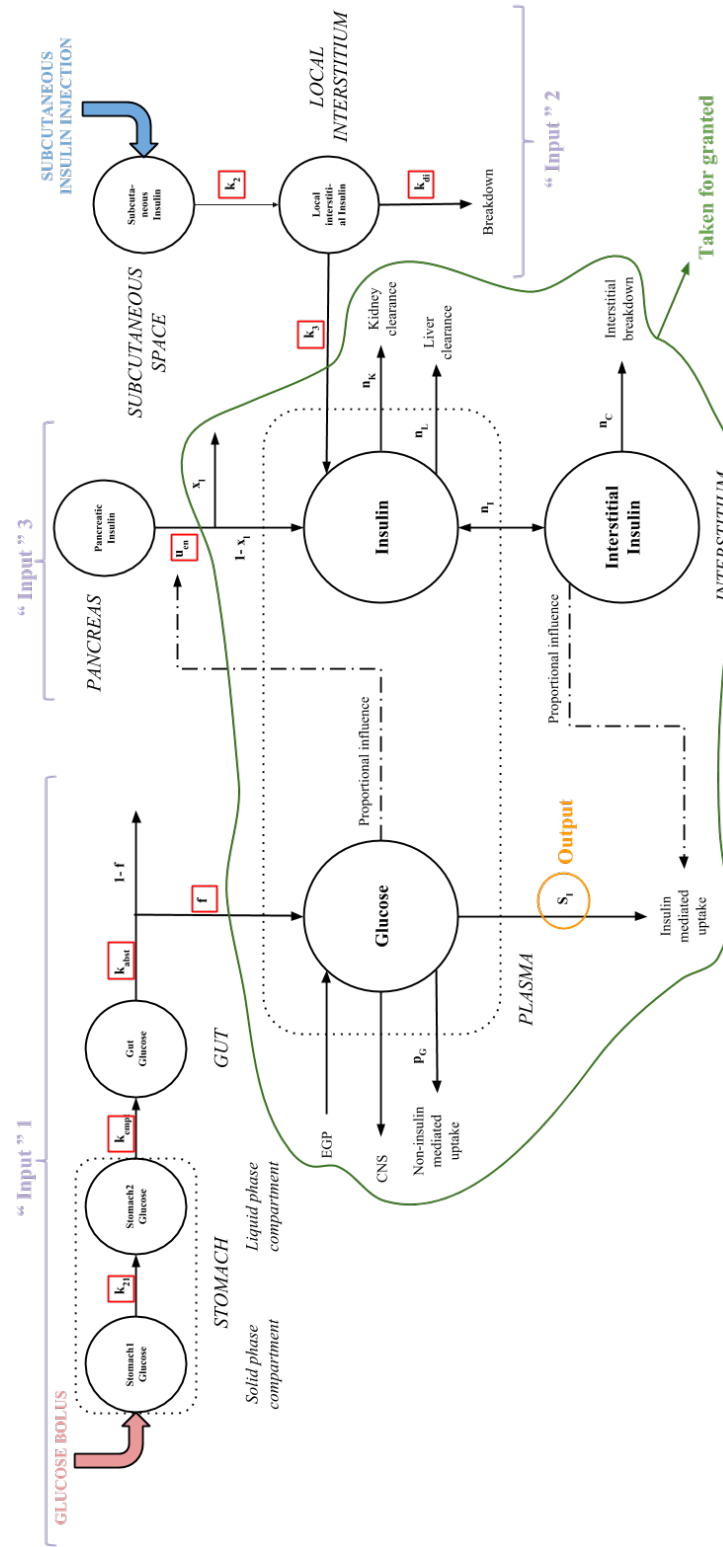 “ Input ” 1
GLUCOSE BOLUS
Stomach1
Glucose
k21
Stomach2
Glucose
kempt
Gut
Glucose
kabst
1- f
f
STOMACH
GUT
Solid phase
compartment
Liquid phase
compartment
“ Input ” 3
PANCREAS
Pancreatic
Insulin
uen
xI
1- xI
SUBCUTANEOUS
INSULIN INJECTION
SUBCUTANEOUS
SPACE
Subcuta-
neous
Insulin
k2
Local
interstiti-
al Insulin
LOCAL
INTERSTITIUM
k3
kdi
Breakdown
“ Input ” 2
EGP
CNS
pG
Non-insulin
mediated
uptake
Glucose
Proportional influence
Insulin
nK
Kidney
clearance
nL
Liver
clearance
PLASMA
nI
SI
Output
Insulin
mediated
uptake
Proportional influence
Interstitial
Insulin
nC
Interstitial
breakdown
Taken for granted